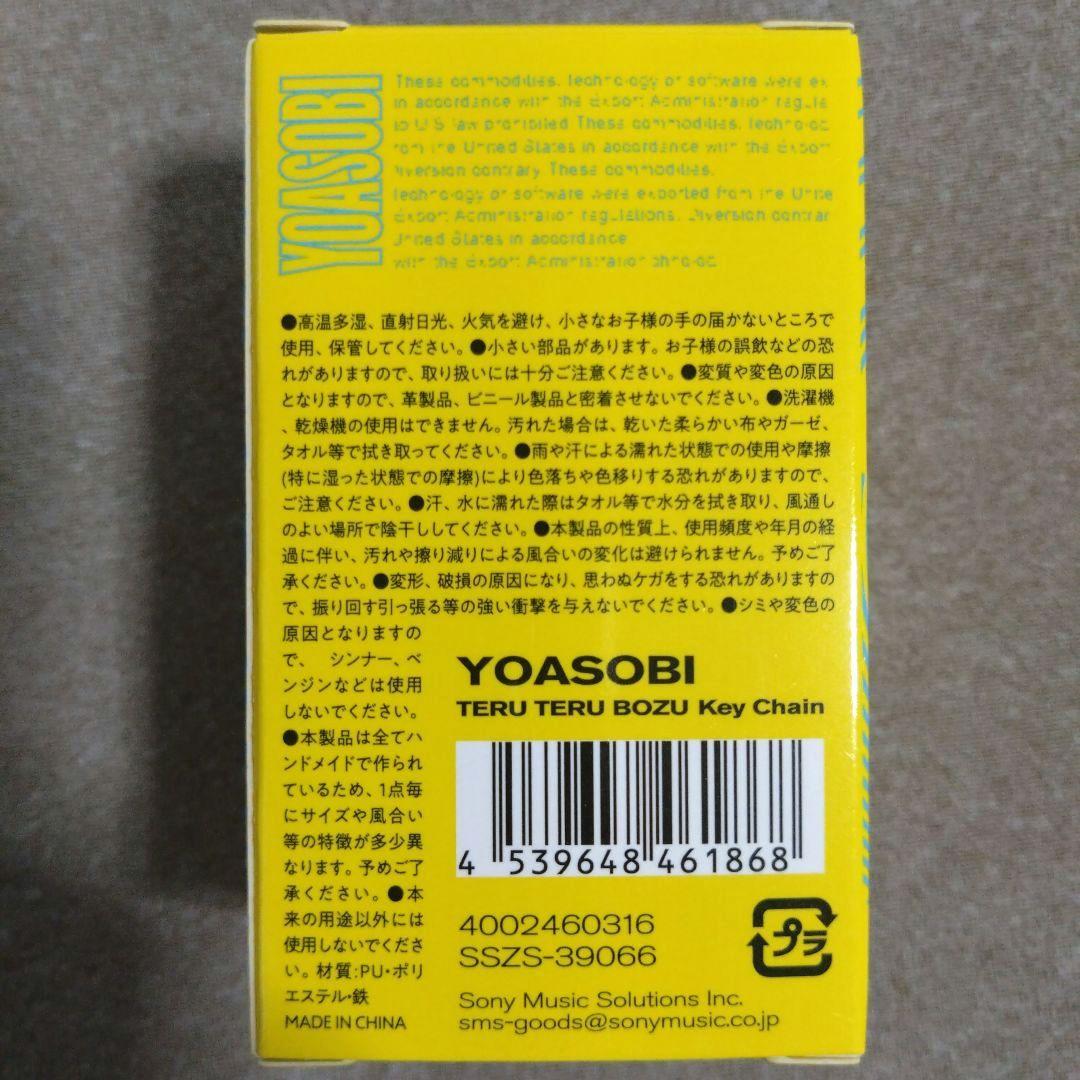 YOASOBI
These commodities, technology or software were ex
in accordance with the Export Administration regula
to U S law prohibited These commodities, technolog
rom the United States in accordance with the Export
iversion contrary These commodities,
technology or software were exported from the Unite
Export Administration regulations. Diversion contrar
United States in accordance
with the Export Administration
●高温多湿、直射日光、火気を避け、小さなお子様の手の届かないところで
使用、保管してください。●小さい部品があります。お子様の誤飲などの恐
れがありますので、取り扱いには十分ご注意ください。●変質や変色の原因
となりますので、革製品、ビニール製品と密着させないでください。●洗濯機
、乾燥機の使用はできません。汚れた場合は、乾いた柔らかい布やガーゼ、
タオル等で拭き取ってください。●雨や汗による濡れた状態での使用や摩擦
(特に湿った状態での摩擦)により色落ちや色移りする恐れがありますので、
ご注意ください。●汗、水に濡れた際はタオル等で水分を拭き取り、風通し
のよい場所で陰干ししてください。●本製品の性質上、使用頻度や年月の経
過に伴い、汚れや擦り減りによる風合いの変化は避けられません。予めご了
承ください。●変形、破損の原因になり、思わぬケガをする恐れがありますの
で、振り回す引っ張る等の強い衝撃を与えないでください。●シミや変色の
原因となりますの
で、 シンナー、ベ
ンジンなどは使用
しないでください。
●本製品は全てハ
ンドメイドで作られ
ているため、1点毎
にサイズや風合い
等の特徴が多少異
なります。予めご了
承ください。●本
来の用途以外には
使用しないでくださ
い。材質:PU・ポリ
エステル・鉄
MADE IN CHINA
YOASOBI
TERU TERU BOZU Key Chain
4 539648 461868
4002460316
SSZS-39066
プラ
Sony Music Solutions Inc.
sms-goods@sonymusic.co.jp